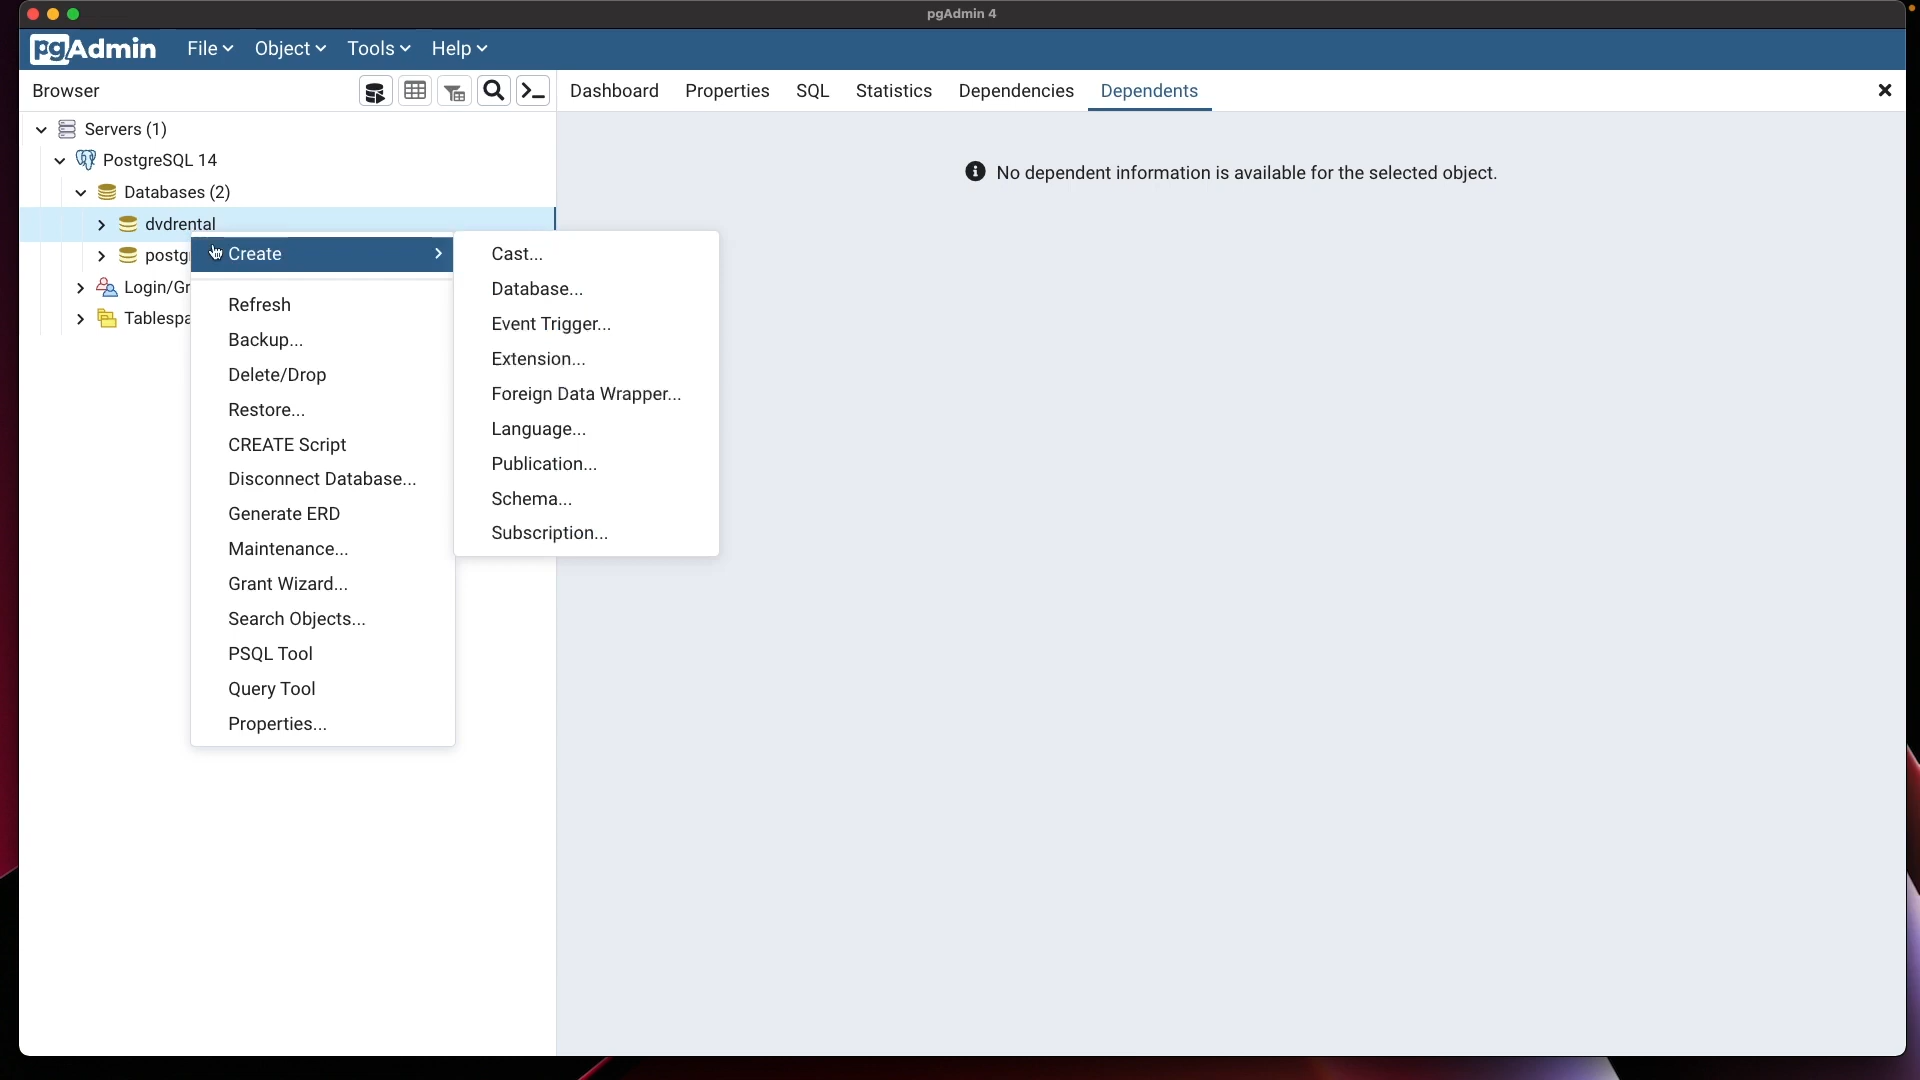 pgAdmin 4
pgAdmin File Object Tools Help
Browser
Dashboard Properties SQL Statistics Dependencies Dependents
Servers (1)
PostgreSQL 14
Databases (2)
dvdrental
postg
Login/Gr
Tablespa
Create
Refresh
Backup...
Delete/Drop
Restore...
CREATE Script
Disconnect Database...
Generate ERD
Maintenance...
Grant Wizard...
Search Objects...
PSQL Tool
Query Tool
Properties...
Cast...
Database...
Event Trigger...
Extension...
Foreign Data Wrapper...
Language...
Publication...
Schema...
Subscription...
No dependent information is available for the selected object.